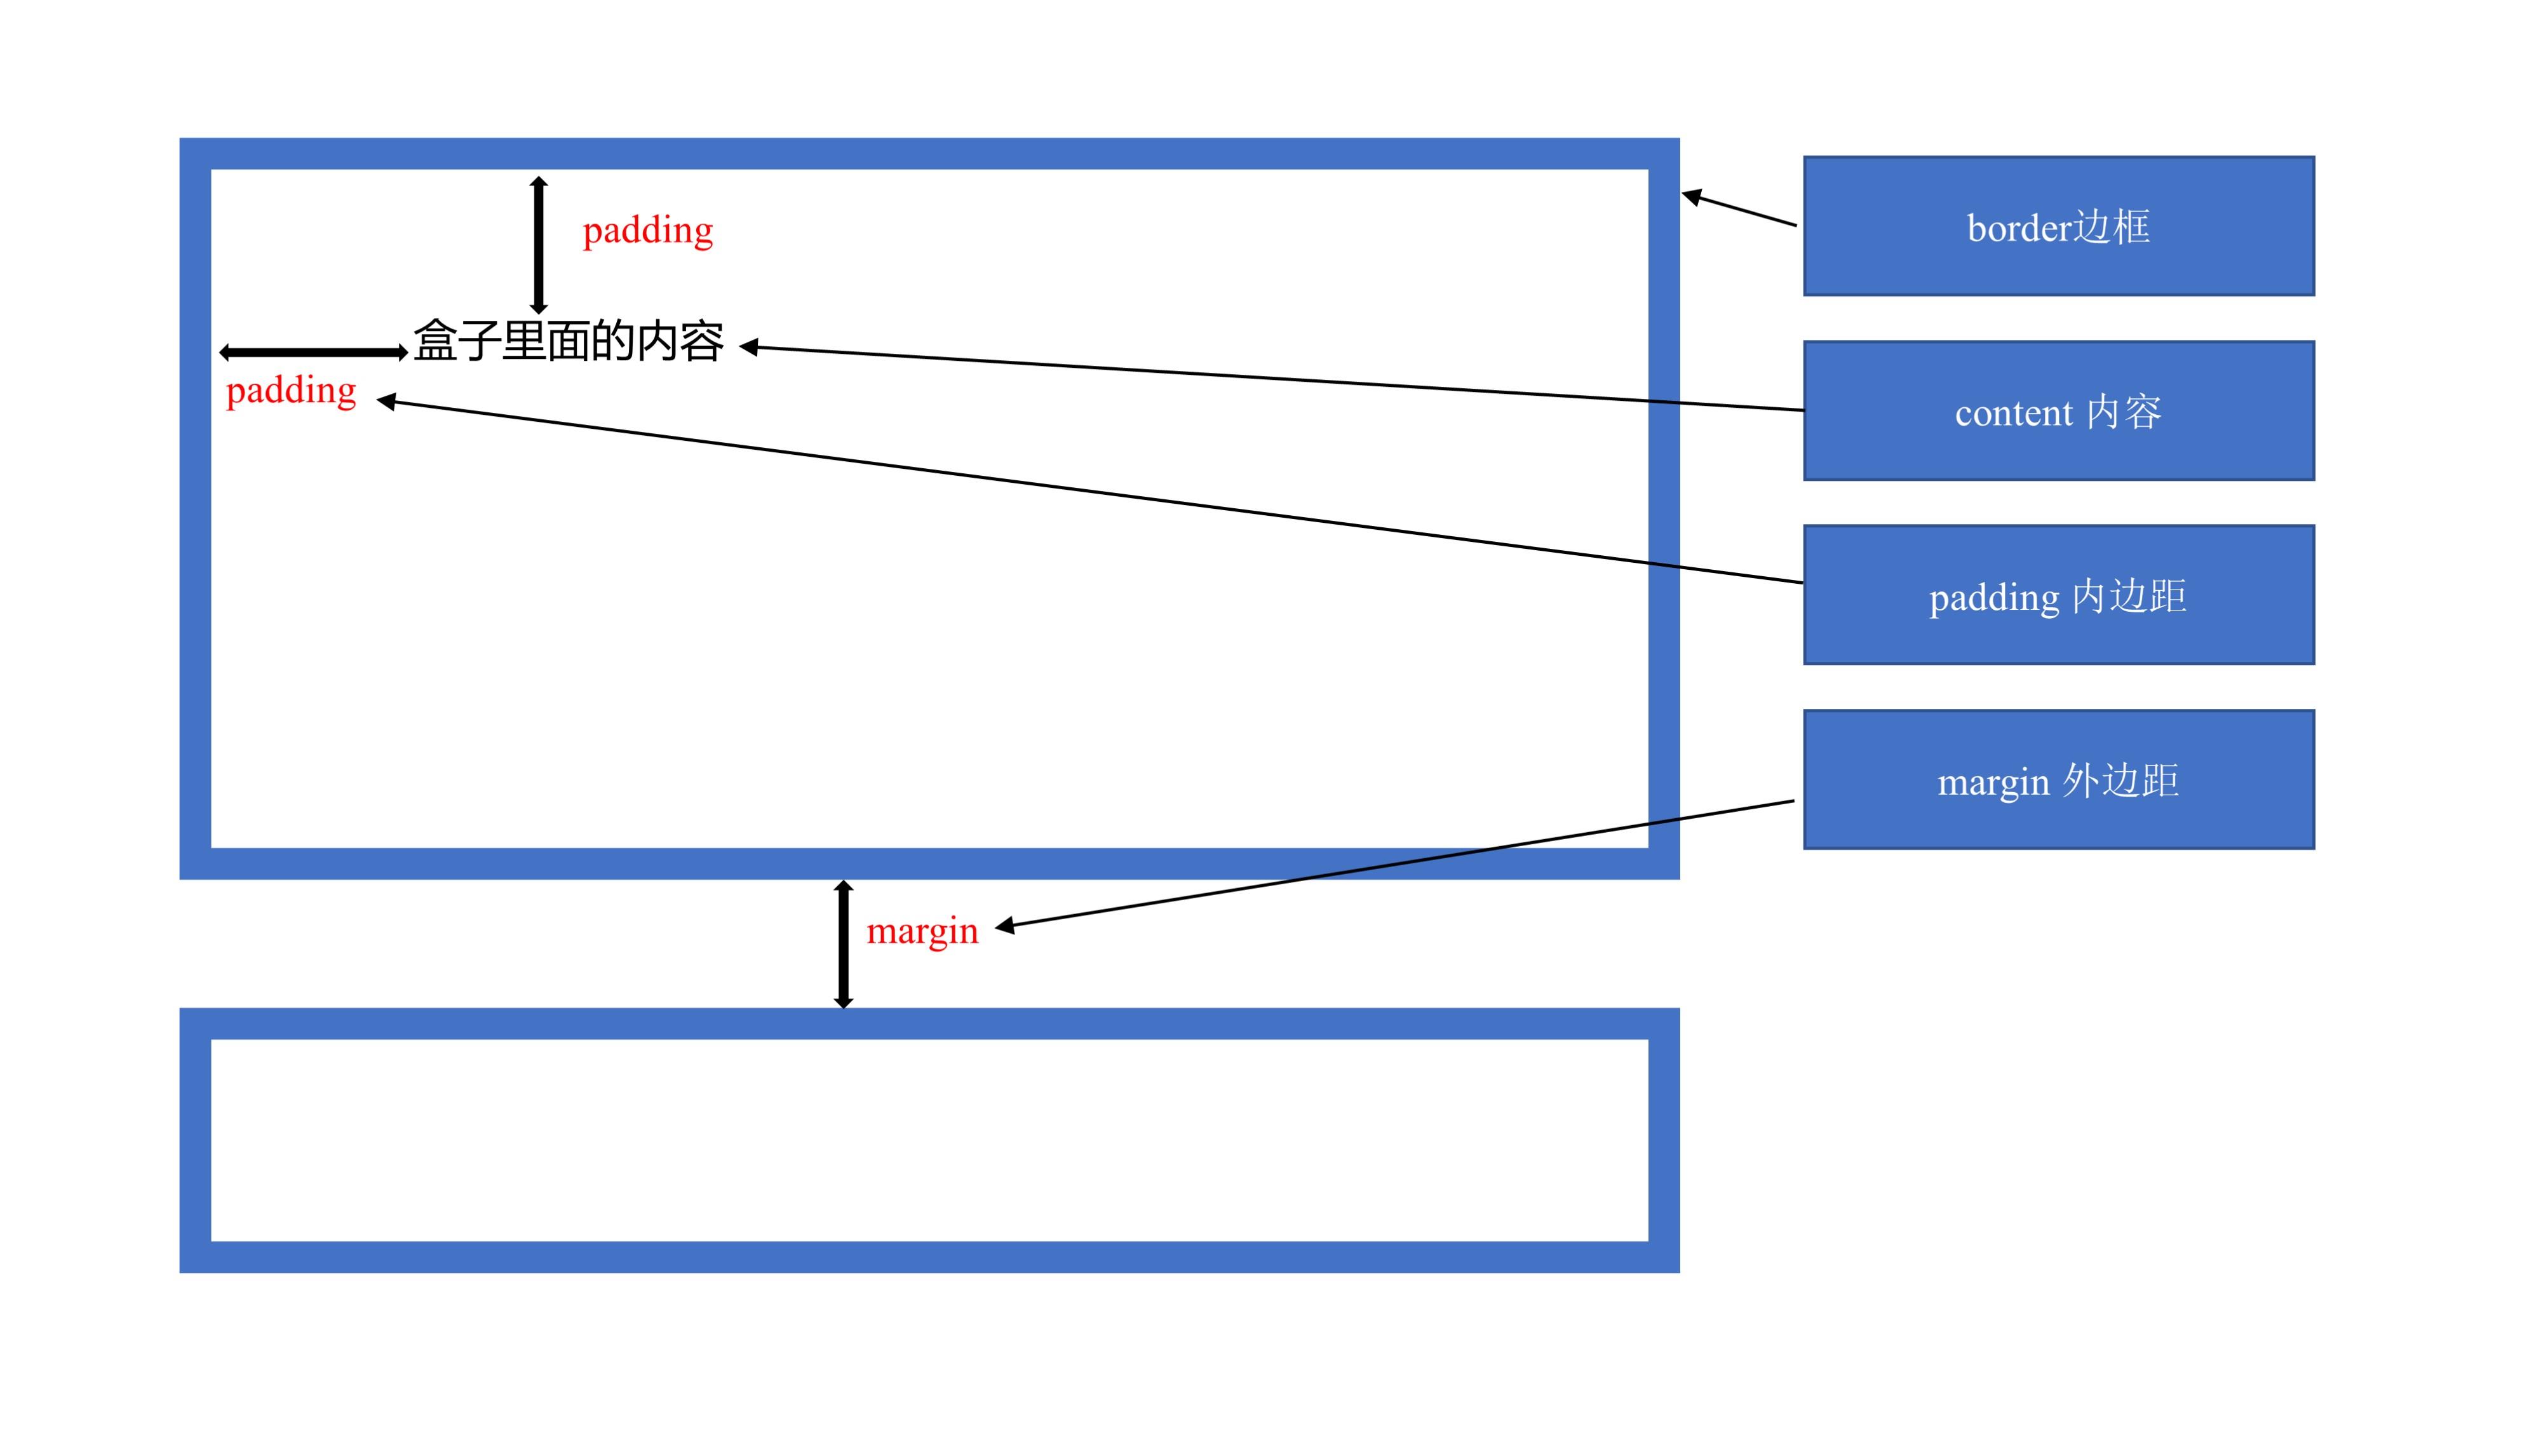 padding
盒子里面的内容
padding
margin
border边框
content 内容
padding 内边距
margin 外边距